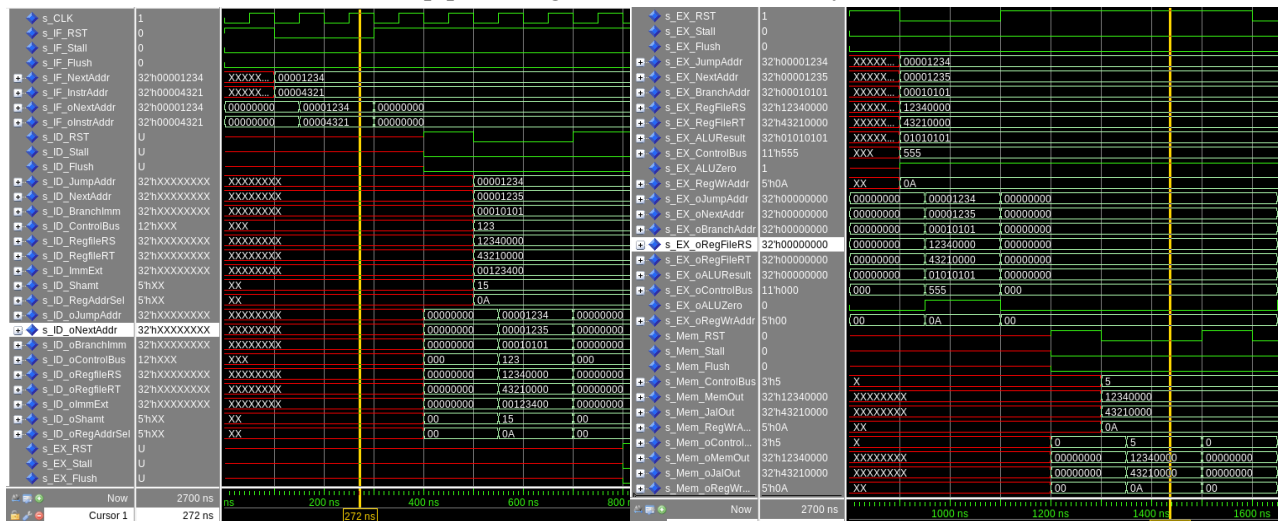 s_CLK 1
s_IF_RST 0
s_IF_Stall 0
s_IF_Flush 0
s_IF_NextAddr 32'h00001234 XXXXX... 00001234
s_IF_InstrAddr 32'h00004321 XXXXX... 00004321
s_IF_oNextAddr 32'h00001234 00000000 00001234 00000000
s_IF_oInstrAddr 32'h00004321 00000000 00004321 00000000
s_ID_RST U
s_ID_Stall U
s_ID_Flush U
s_ID_JumpAddr 32'hXXXXXXXX XXXXXXXX 00001234
s_ID_NextAddr 32'hXXXXXXXX XXXXXXXX 00001235
s_ID_BranchImm 32'hXXXXXXXX XXXXXXXX 00010101
s_ID_ControlBus 12'hXXX XXX 123
s_ID_RegfileRS 32'hXXXXXXXX XXXXXXXX 12340000
s_ID_RegfileRT 32'hXXXXXXXX XXXXXXXX 43210000
s_ID_ImmExt 32'hXXXXXXXX XXXXXXXX 00123400
s_ID_Shamt 5'hXX XX 15
s_ID_RegAddrSel 5'hXX XX 0A
s_ID_oJumpAddr 32'hXXXXXXXX XXXXXXXX 00000000 00001234 00000000
s_ID_oNextAddr 32'hXXXXXXXX XXXXXXXX 00000000 00001235 00000000
s_ID_oBranchImm 32'hXXXXXXXX XXXXXXXX 00000000 00010101 00000000
s_ID_oControlBus 12'hXXX XXX 000 123 000
s_ID_oRegfileRS 32'hXXXXXXXX XXXXXXXX 00000000 12340000 00000000
s_ID_oRegfileRT 32'hXXXXXXXX XXXXXXXX 00000000 43210000 00000000
s_ID_oImmExt 32'hXXXXXXXX XXXXXXXX 00000000 00123400 00000000
s_ID_oShamt 5'hXX XX 00 15 00
s_ID_oRegAddrSel 5'hXX XX 00 0A 00
s_EX_RST U
s_EX_Stall U
s_EX_Flush U
Now 2700 ns ns 200 ns 400 ns 600 ns 800
Cursor 1 272 ns 272 ns
s_EX_RST 1
s_EX_Stall 0
s_EX_Flush 0
s_EX_JumpAddr 32'h00001234 XXXXX... 00001234
s_EX_NextAddr 32'h00001235 XXXXX... 00001235
s_EX_BranchAddr 32'h00010101 XXXXX... 00010101
s_EX_RegFileRS 32'h12340000 XXXXX... 12340000
s_EX_RegFileRT 32'h43210000 XXXXX... 43210000
s_EX_ALUResult 32'h01010101 XXXXX... 01010101
s_EX_ControlBus 11'h555 XXX 555
s_EX_ALUZero 1
s_EX_RegWrAddr 5'h0A XX 0A
s_EX_oJumpAddr 32'h00000000 00000000 00001234 00000000
s_EX_oNextAddr 32'h00000000 00000000 00001235 00000000
s_EX_oBranchAddr 32'h00000000 00000000 00010101 00000000
s_EX_oRegFileRS 32'h00000000 00000000 12340000 00000000
s_EX_oRegFileRT 32'h00000000 00000000 43210000 00000000
s_EX_oALUResult 32'h00000000 00000000 01010101 00000000
s_EX_oControlBus 11'h000 000 555 000
s_EX_oALUZero 0
s_EX_oRegWrAddr 5'h00 00 0A 00
s_Mem_RST 0
s_Mem_Stall 0
s_Mem_Flush 0
s_Mem_ControlBus 3'h5 X 5
s_Mem_MemOut 32'h12340000 XXXXXXXX 12340000
s_Mem_JalOut 32'h43210000 XXXXXXXX 43210000
s_Mem_RegWrA... 5'h0A XX 0A
s_Mem_oControl... 3'h5 X 0 5 0
s_Mem_oMemOut 32'h12340000 XXXXXXXX 00000000 12340000 00000000
s_Mem_oJalOut 32'h43210000 XXXXXXXX 00000000 43210000 00000000
s_Mem_oRegWr... 5'h0A XX 00 0A 00
Now 2700 ns 1000 ns 1200 ns 1400 ns 1600 ns